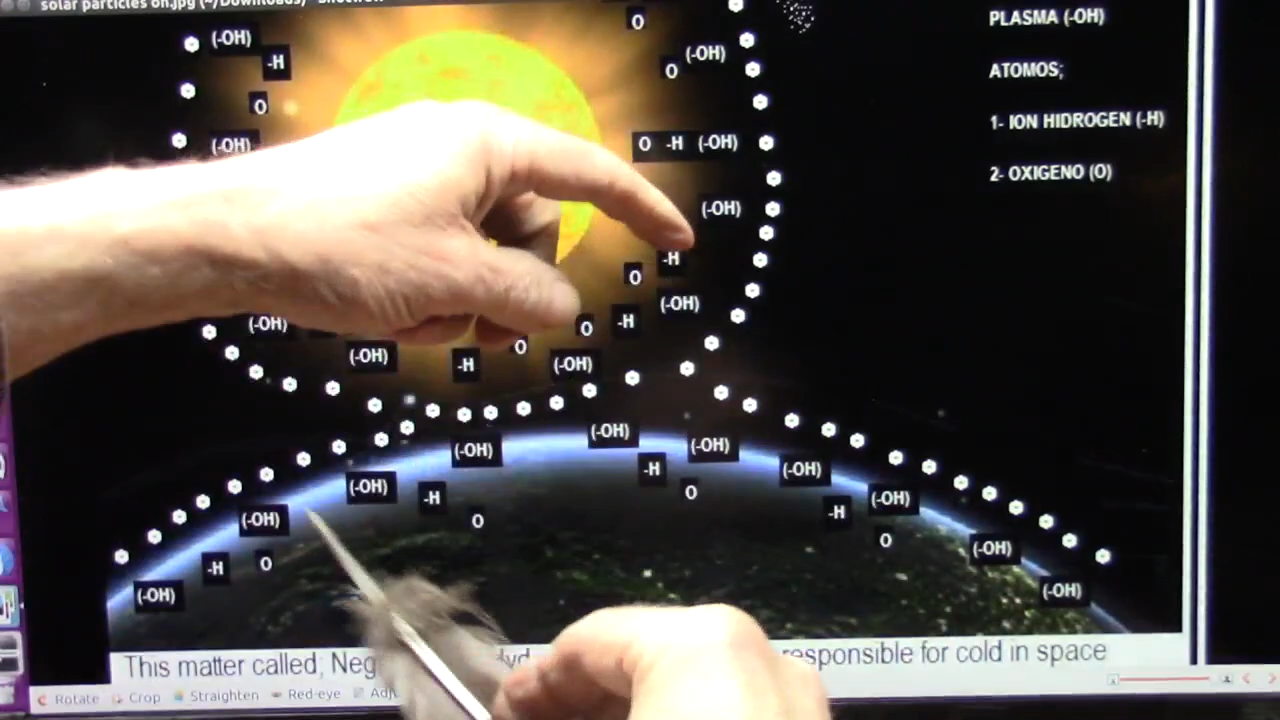 solar particles oh.jpg (~/Downloads) - Shotwell
O
PLASMA (-OH)
(-OH)
(-OH)
-H
O
ATOMOS;
O
1- ION HIDROGEN (-H)
(-OH)
O -H (-OH)
2- OXIGENO (O)
(-OH)
-H
O
(-OH)
(-OH)
O
-H
O
(-OH)
-H
(-OH)
(-OH)
(-OH)
(-OH)
-H
(-OH)
(-OH)
-H
O
(-OH)
(-OH)
O
-H
O
-H
O
(-OH)
(-OH)
(-OH)
This matter called; responsible for cold in space
Rotate Crop Straighten Red-eye